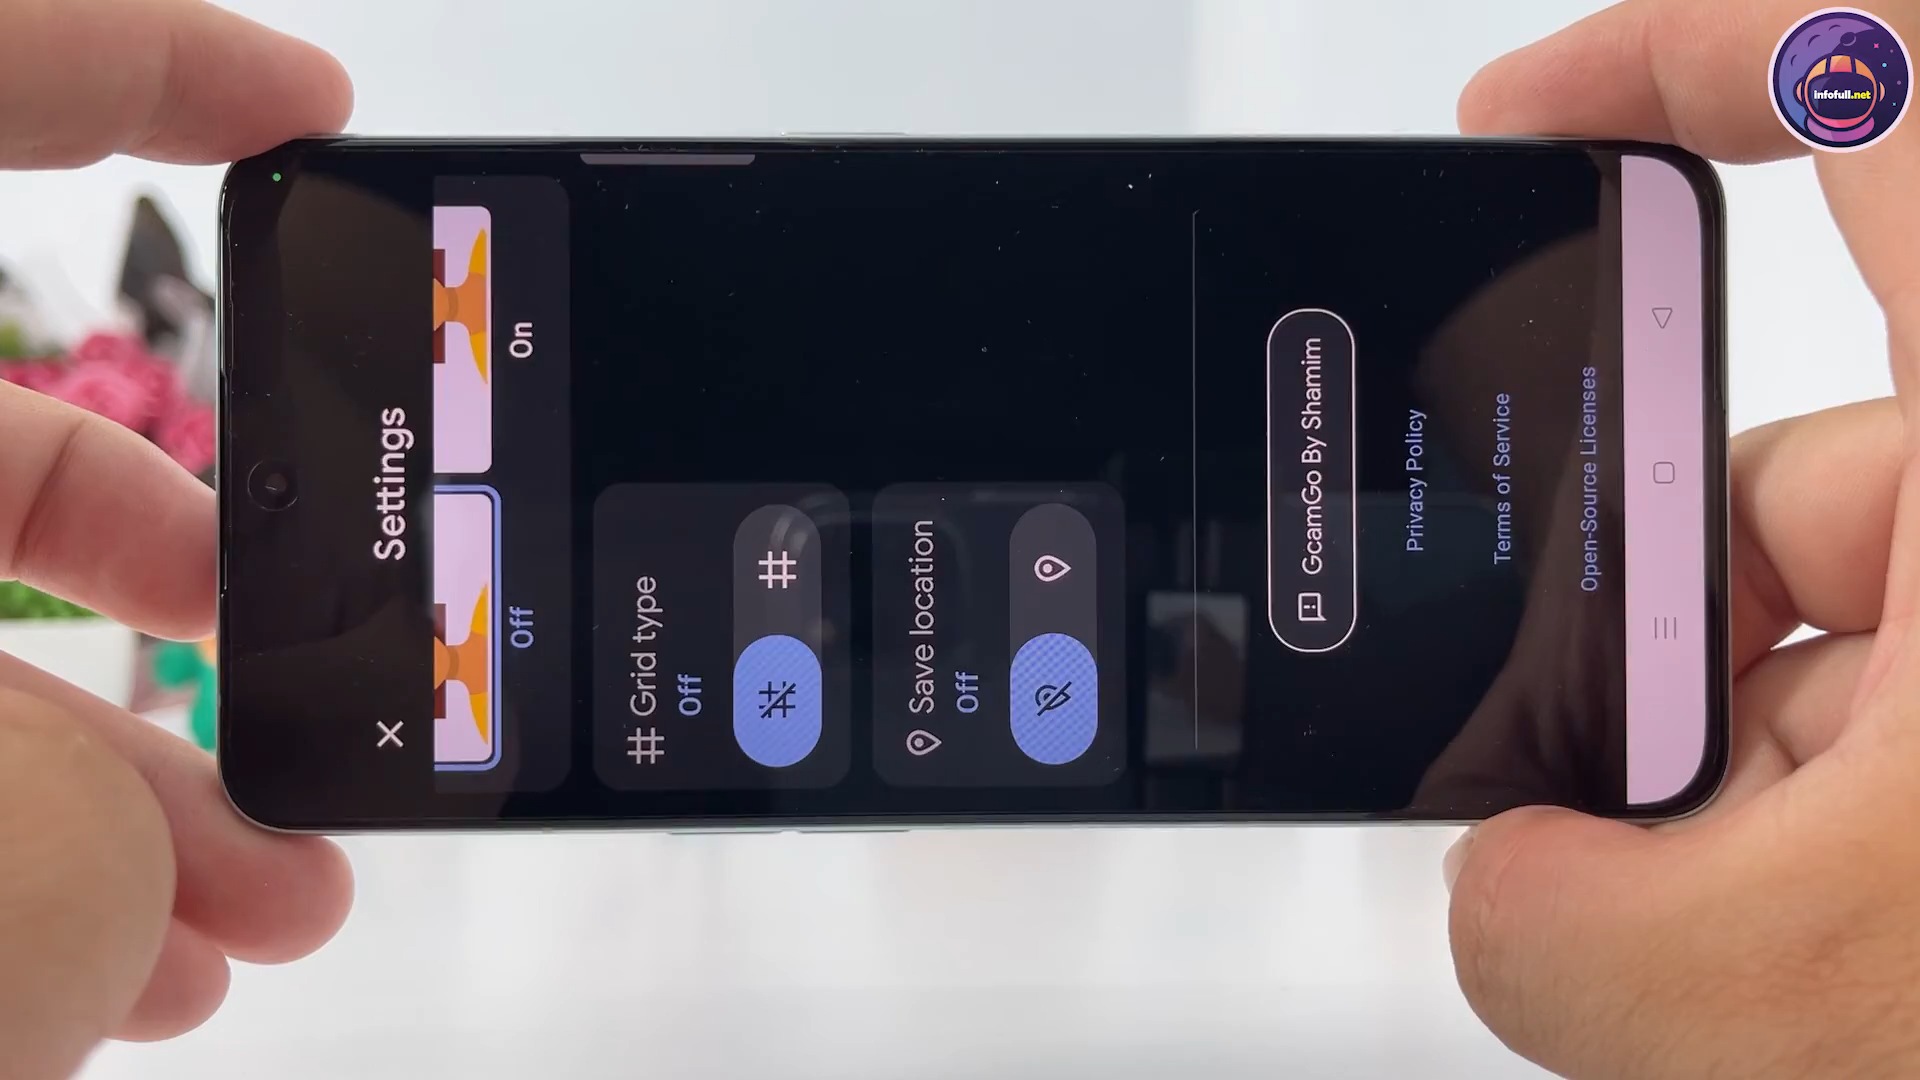 Settings
Off
On
Grid type
Off
Save location
Off
GcamGo By Shamim
Privacy Policy
Terms of Service
Open-Source Licenses
infofull.net